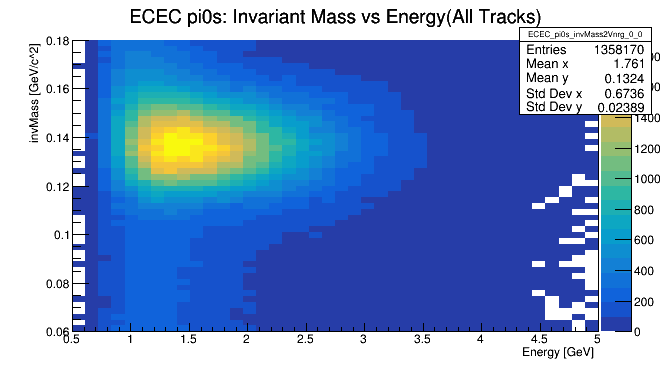 ECEC pi0s: Invariant Mass vs Energy(All Tracks)
ECEC_pi0s_invMass2Vnrg_0_0
Entries 1358170
Mean x 1.761
Mean y 0.1324
Std Dev x 0.6736
Std Dev y 0.02389
invMass [GeV/c^2]
0.18
0.16
0.14
0.12
0.1
0.08
0.06
0.5
1
1.5
2
2.5
3
3.5
4
4.5
5
Energy [GeV]
1400
1200
1000
800
600
400
200
0